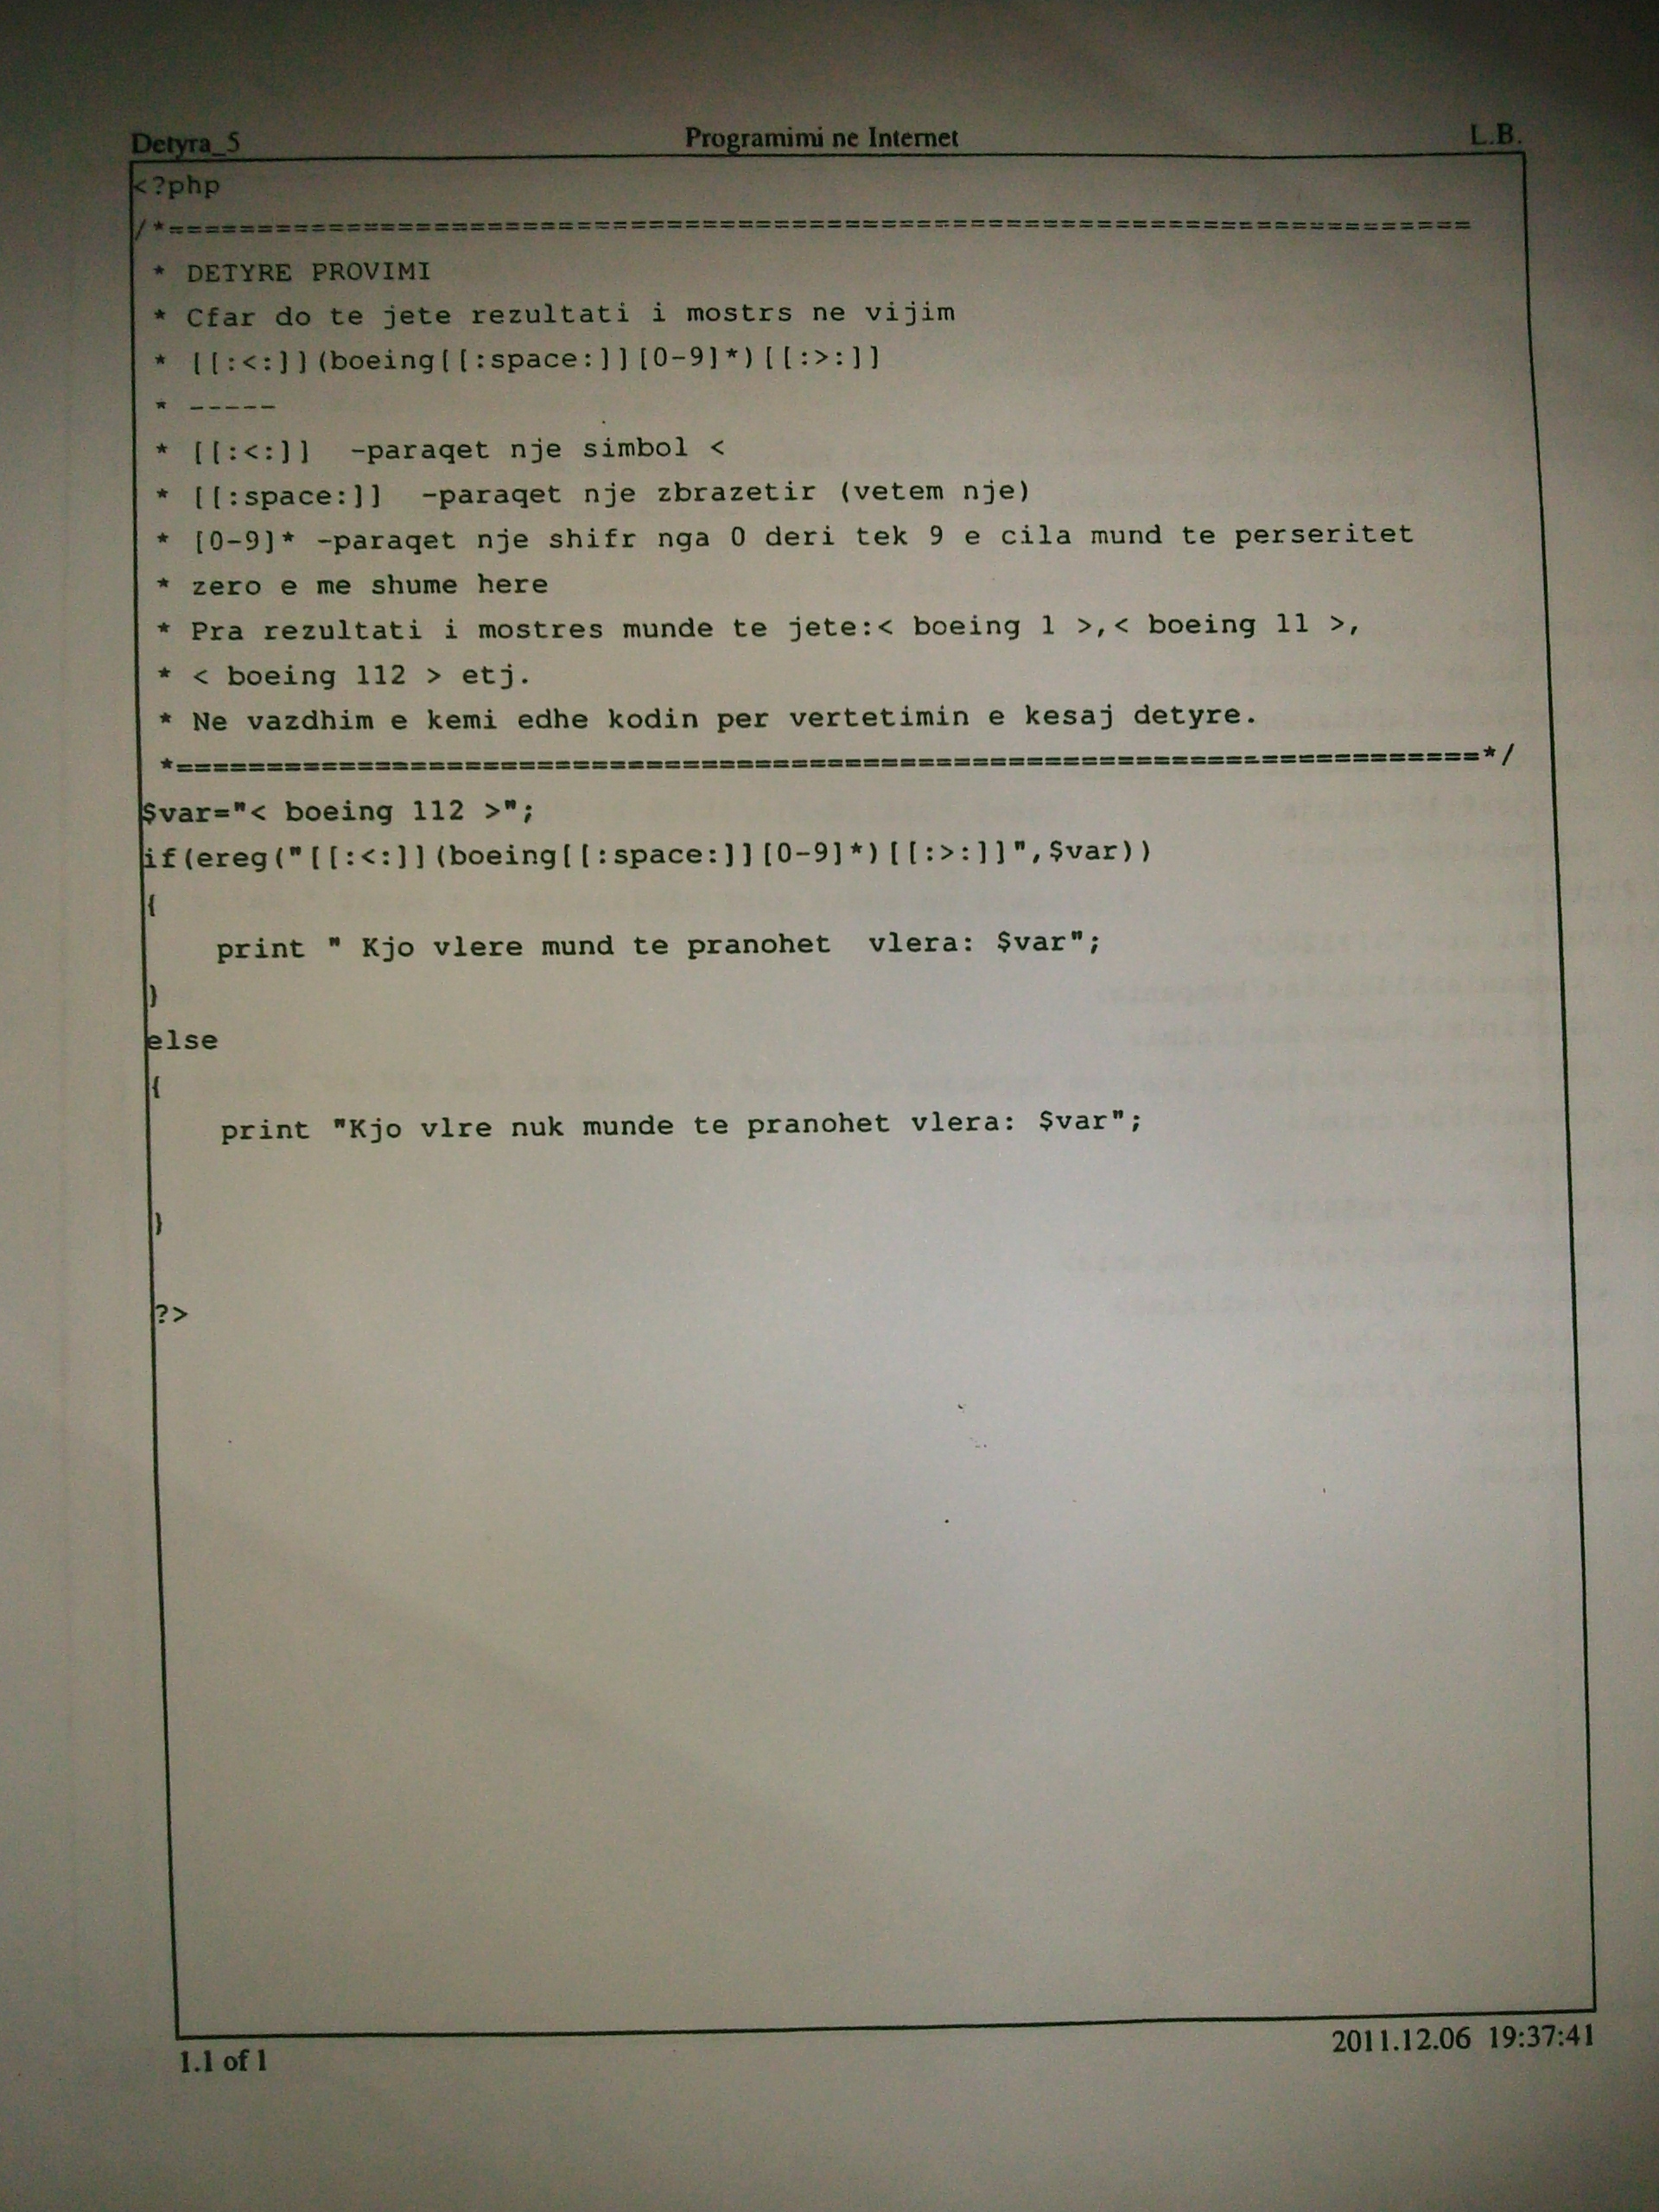 Detyra_5 Programimi ne Internet L.B.
<?php
/*==========================================================================
* DETYRE PROVIMI
* Cfar do te jete rezultati i mostrs ne vijim
* [[:<:]](boeing[[:space:]][0-9]*)[[:>:]]
* -----
* [[:<:]] -paraqet nje simbol <
* [[:space:]] -paraqet nje zbrazetir (vetem nje)
* [0-9]* -paraqet nje shifr nga 0 deri tek 9 e cila mund te perseritet
* zero e me shume here
* Pra rezultati i mostres munde te jete:< boeing 1 >,< boeing 11 >,
* < boeing 112 > etj.
* Ne vazdhim e kemi edhe kodin per vertetimin e kesaj detyre.
*==========================================================================*/
$var="< boeing 112 >";
if(ereg("[[:<:]](boeing[[:space:]][0-9]*)[[:>:]]",$var))
{
print " Kjo vlere mund te pranohet vlera: $var";
}
else
{
print "Kjo vlre nuk munde te pranohet vlera: $var";
}
?>
1.1 of 1 2011.12.06 19:37:41